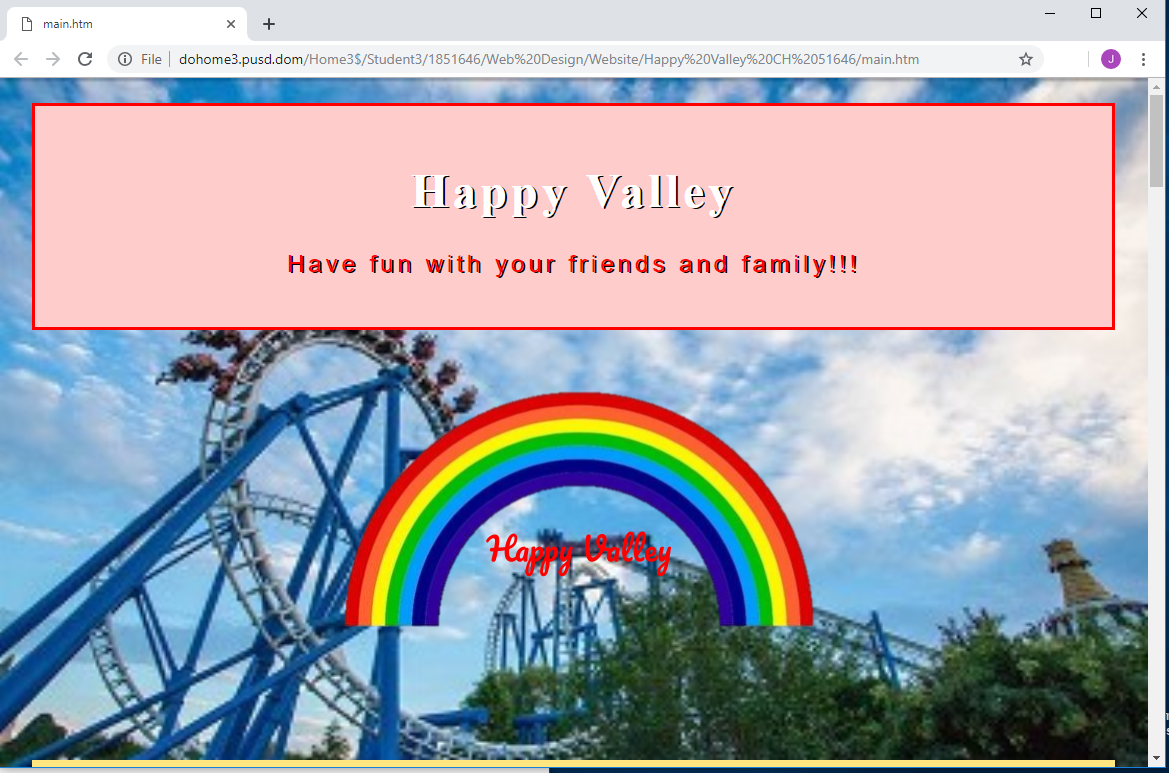 main.htm
File dohome3.pusd.dom/Home3$/Student3/1851646/Web%20Design/Website/Happy%20Valley%20CH%2051646/main.htm
J
Happy Valley
Have fun with your friends and family!!!
Happy Valley